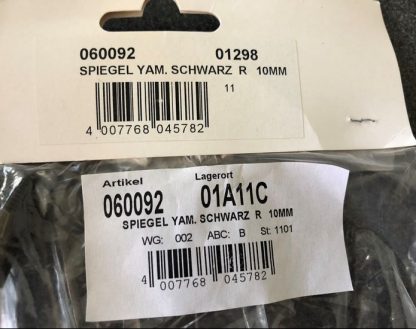 060092 01298
SPIEGEL YAM. SCHWARZ R 10MM
11
4 007768 045782
Artikel Lagerort
060092 01A11C
SPIEGEL YAM. SCHWARZ R 10MM
WG: 002 ABC: B St: 1101
4 007768 045782